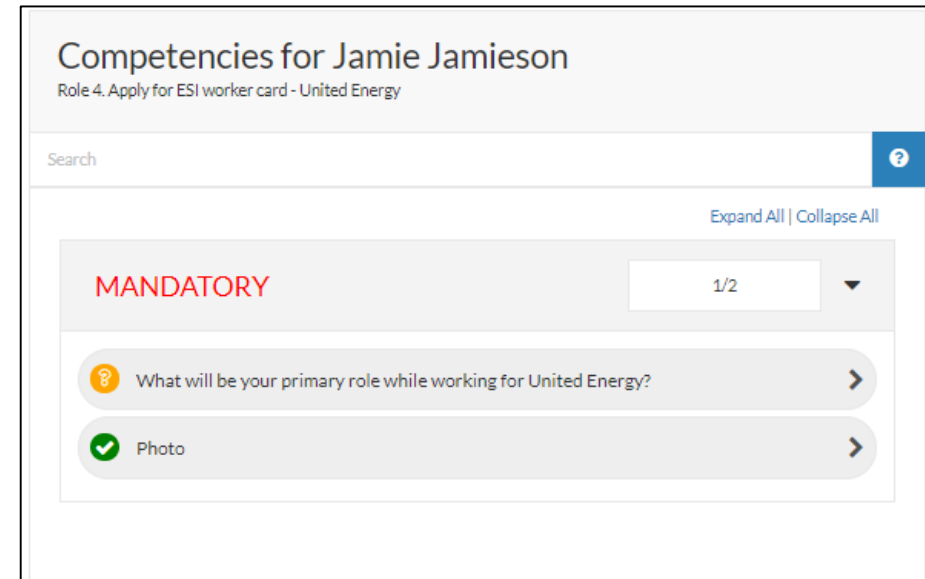 Competencies for Jamie Jamieson
Role 4. Apply for ESI worker card - United Energy
Search
Expand All | Collapse All
MANDATORY 1/2
What will be your primary role while working for United Energy?
Photo